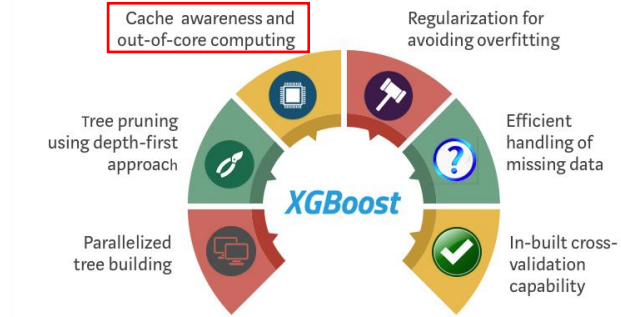 Cache awareness and
out-of-core computing
Regularization for
avoiding overfitting
Tree pruning
using depth-first
approach
Efficient
handling of
missing data
?
XGBoost
Parallelized
tree building
In-built cross-
validation
capability